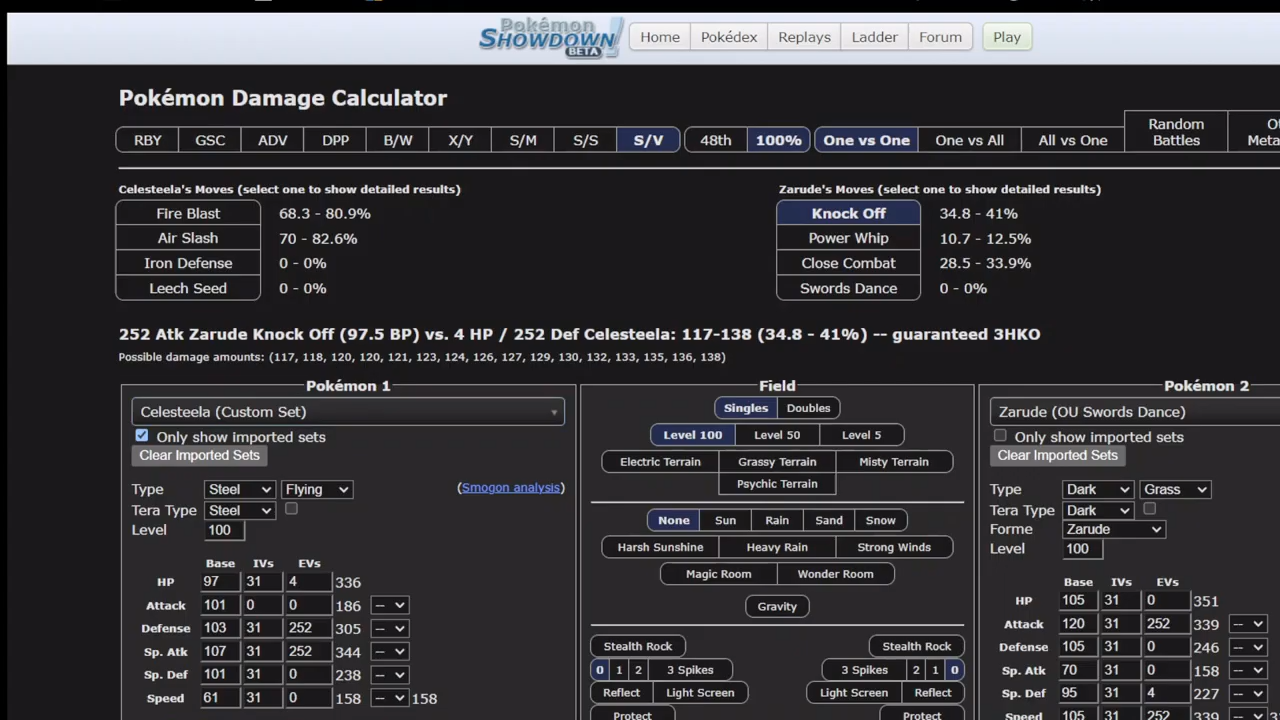 Pokémon
SHOWDOWN!
BETA
Home Pokédex Replays Ladder Forum Play
Pokémon Damage Calculator
RBY GSC ADV DPP B/W X/Y S/M S/S S/V 48th 100% One vs One One vs All All vs One Random Battles
Celesteela's Moves (select one to show detailed results) Zarude's Moves (select one to show detailed results)
Fire Blast 68.3 - 80.9% Knock Off 34.8 - 41%
Air Slash 70 - 82.6% Power Whip 10.7 - 12.5%
Iron Defense 0 - 0% Close Combat 28.5 - 33.9%
Leech Seed 0 - 0% Swords Dance 0 - 0%
252 Atk Zarude Knock Off (97.5 BP) vs. 4 HP / 252 Def Celesteela: 117-138 (34.8 - 41%) -- guaranteed 3HKO
Possible damage amounts: (117, 118, 120, 120, 121, 123, 124, 126, 127, 129, 130, 132, 133, 135, 136, 138)
Pokémon 1 Field Pokémon 2
Celesteela (Custom Set) Singles Doubles Zarude (OU Swords Dance)
Only show imported sets Level 100 Level 50 Level 5 Only show imported sets
Clear Imported Sets Electric Terrain Grassy Terrain Misty Terrain Clear Imported Sets
Psychic Terrain
Type Steel Flying (Smogon analysis) Type Dark Grass
Tera Type Steel None Sun Rain Sand Snow Tera Type Dark
Level 100 Forme Zarude
Harsh Sunshine Heavy Rain Strong Winds Level 100
Base IVs EVs Magic Room Wonder Room Base IVs EVs
HP 97 31 4 336 HP 105 31 0 351
Attack 101 0 0 186 -- Gravity Attack 120 31 252 339 --
Defense 103 31 252 305 -- Stealth Rock Stealth Rock Defense 105 31 0 246 --
Sp. Atk 107 31 252 344 -- 0 1 2 3 Spikes 3 Spikes 2 1 0 Sp. Atk 70 31 0 158 --
Sp. Def 101 31 0 238 -- Reflect Light Screen Light Screen Reflect Sp. Def 95 31 4 227 --
Speed 61 31 0 158 -- 158 Protect Protect Speed 105 31 252 339 --